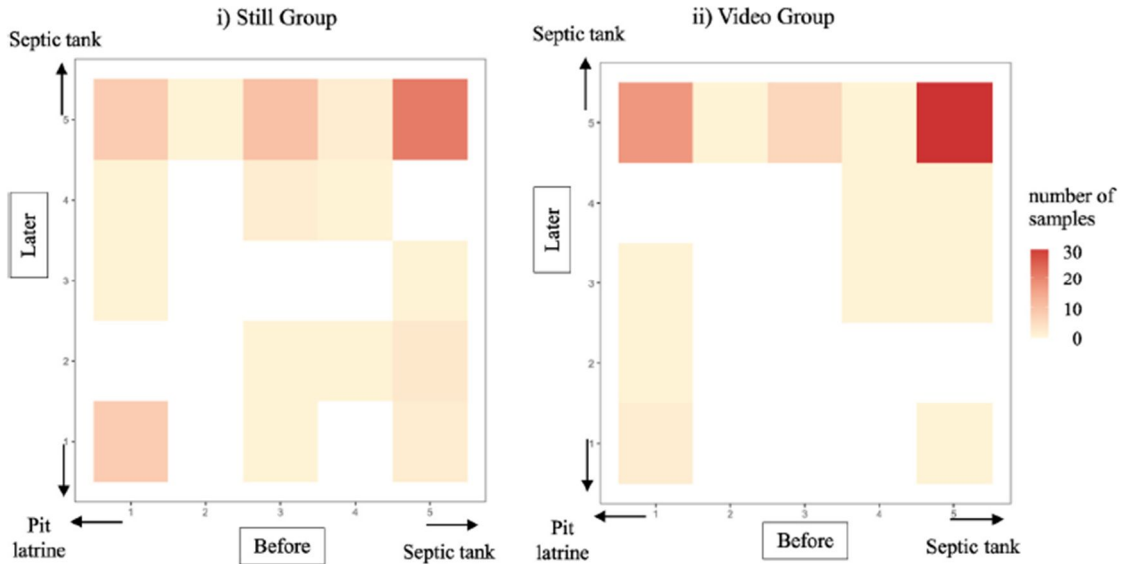 i) Still Group
Septic tank
5
4
3
2
1
Later
1
2
3
4
5
Pit
latrine
Before
Septic tank
ii) Video Group
Septic tank
5
4
3
2
1
Later
1
2
3
4
5
Pit
latrine
Before
Septic tank
number of
samples
30
20
10
0